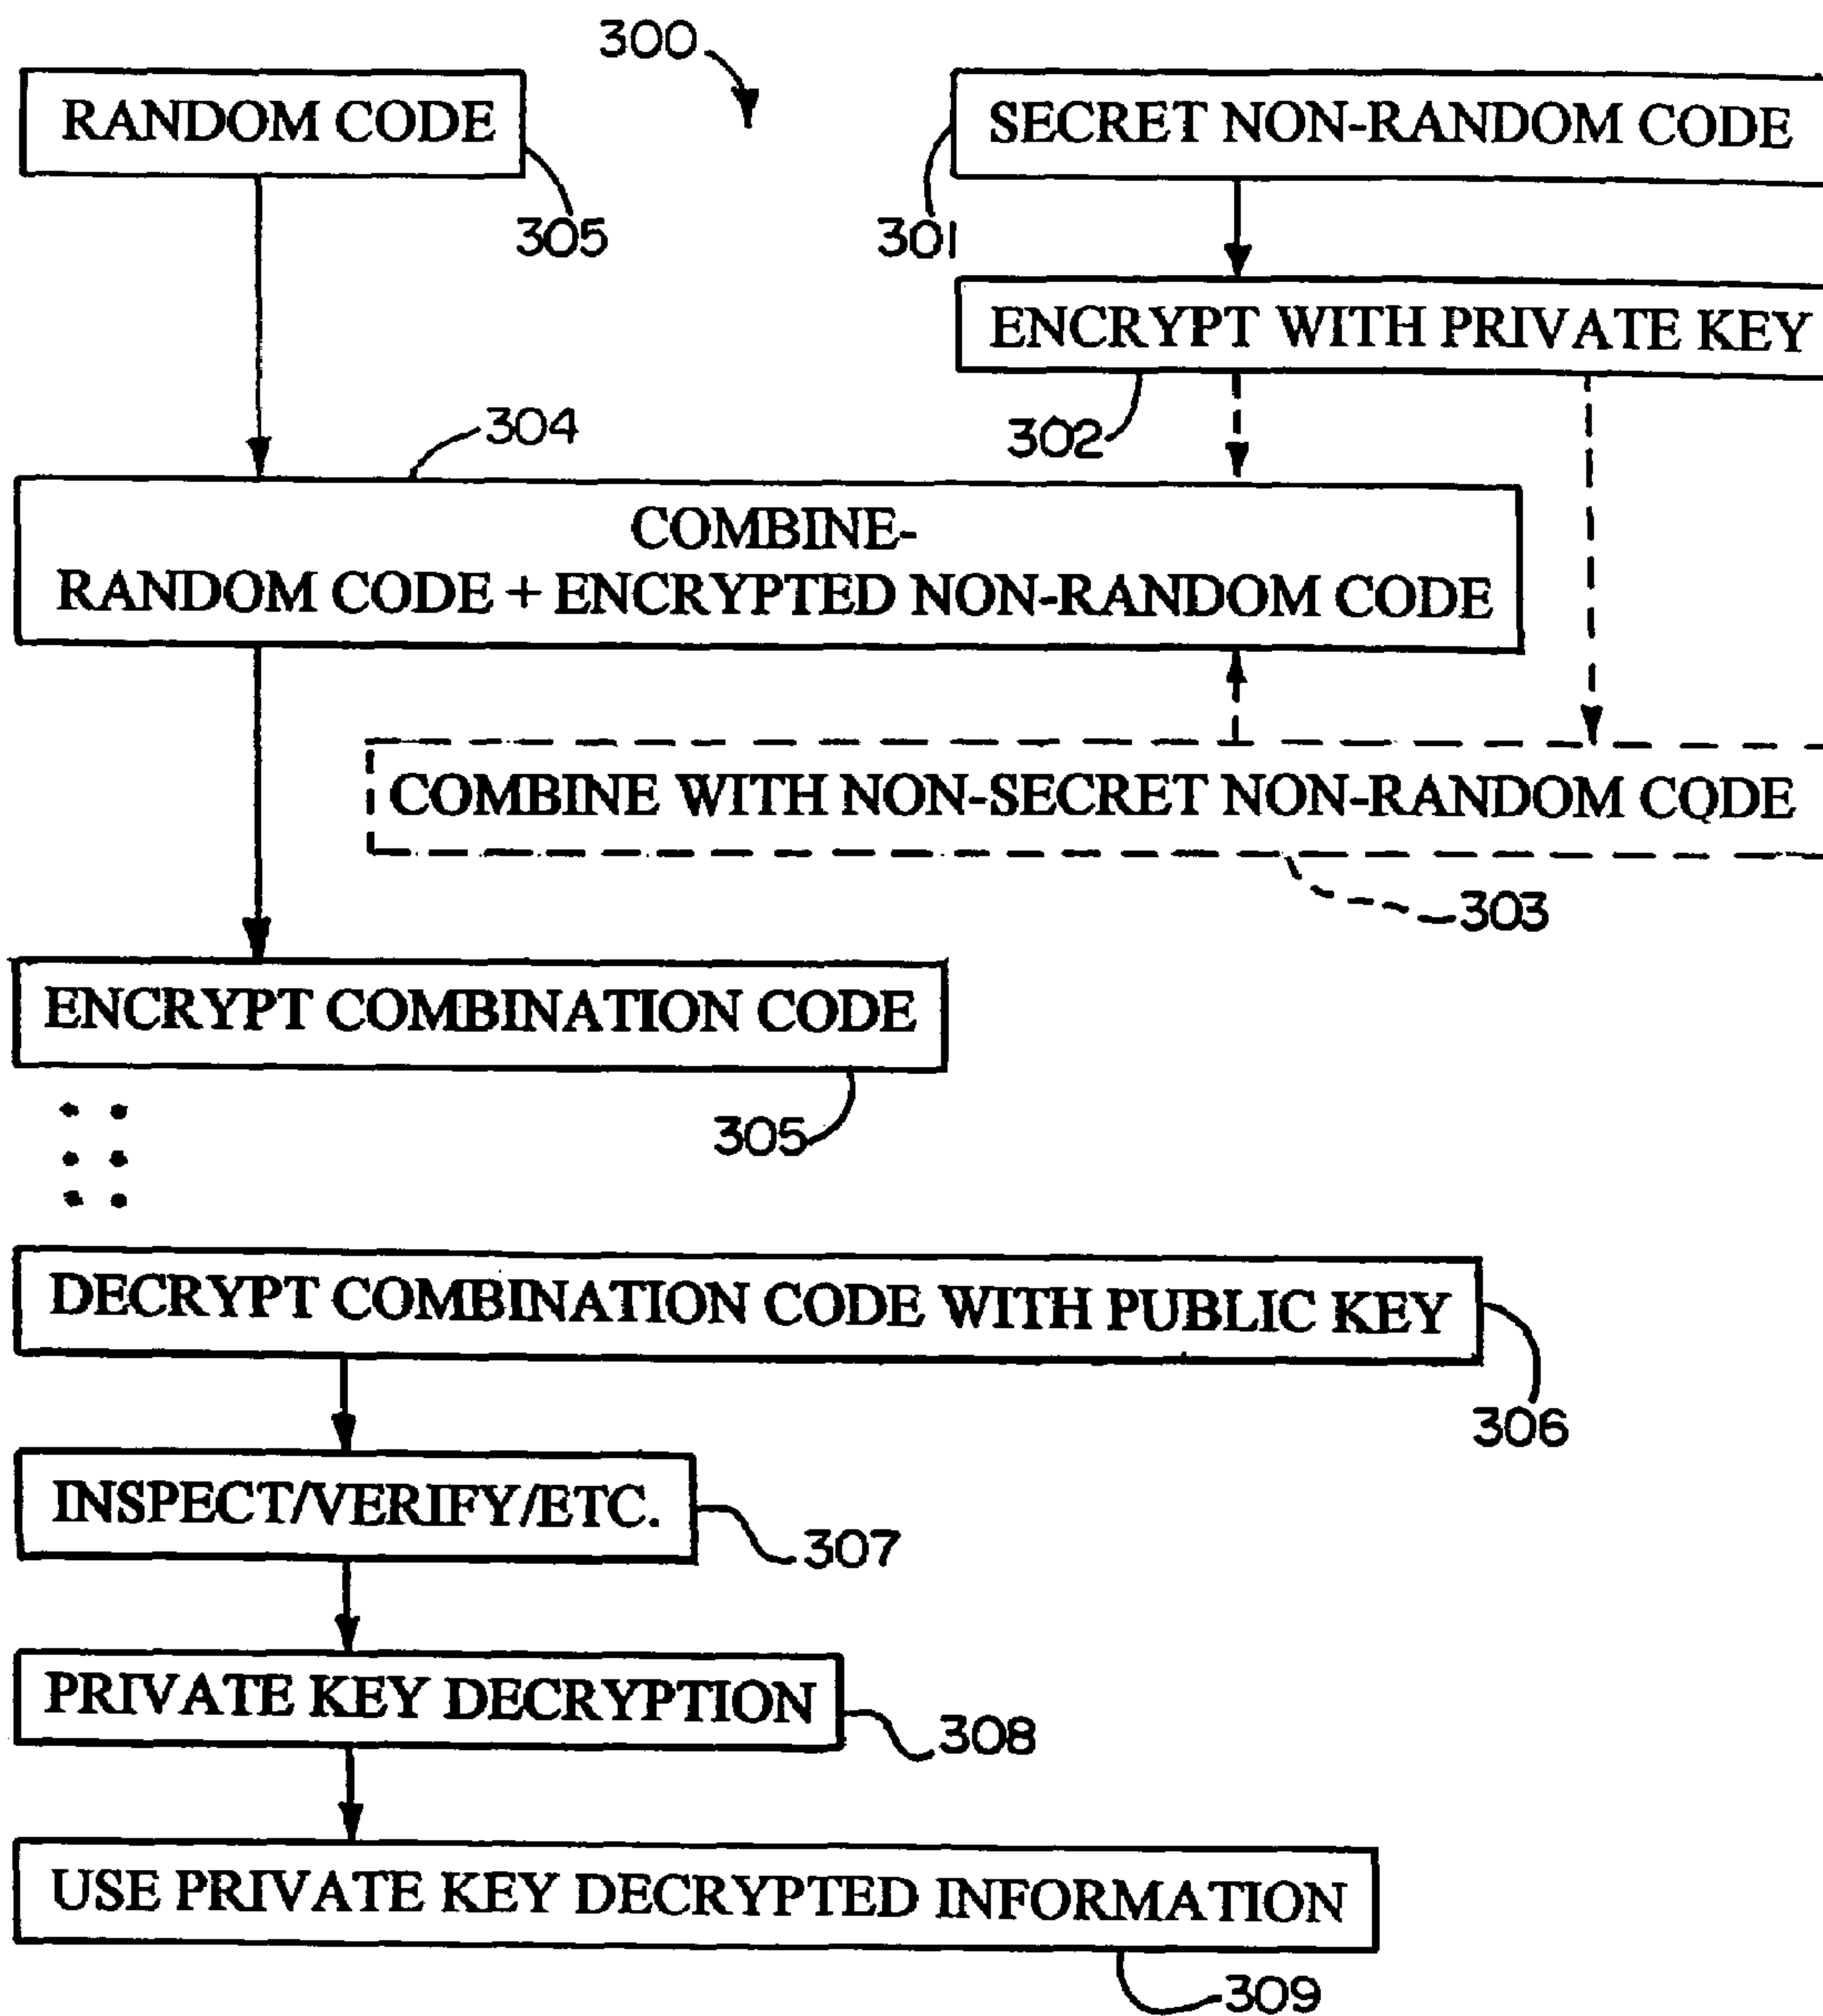 300
RANDOM CODE
SECRET NON-RANDOM CODE
305
301
ENCRYPT WITH PRIVATE KEY
304
302
COMBINE-
RANDOM CODE + ENCRYPTED NON-RANDOM CODE
COMBINE WITH NON-SECRET NON-RANDOM CODE
303
ENCRYPT COMBINATION CODE
305
DECRYPT COMBINATION CODE WITH PUBLIC KEY
306
INSPECT/VERIFY/ETC.
307
PRIVATE KEY DECRYPTION
308
USE PRIVATE KEY DECRYPTED INFORMATION
309